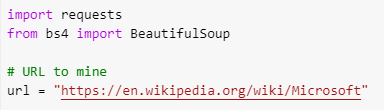 import requests
from bs4 import BeautifulSoup
# URL to mine
url = "https://en.wikipedia.org/wiki/Microsoft"